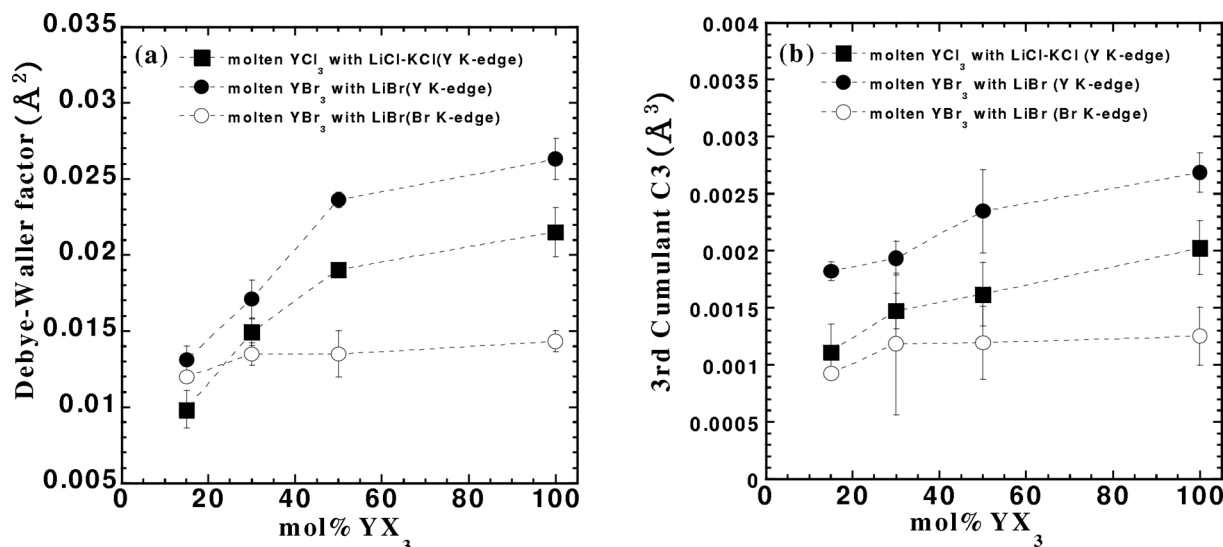 (a)
molten YCl3 with LiCl-KCl(Y K-edge)
molten YBr3 with LiBr(Y K-edge)
molten YBr3 with LiBr(Br K-edge)
Debye-Waller factor (Å2)
0.035
0.03
0.025
0.02
0.015
0.01
0.005
0 20 40 60 80 100
mol% YX3
(b)
molten YCl3 with LiCl-KCl (Y K-edge)
molten YBr3 with LiBr (Y K-edge)
molten YBr3 with LiBr (Br K-edge)
3rd Cumulant C3 (Å3)
0.004
0.0035
0.003
0.0025
0.002
0.0015
0.001
0.0005
0
0 20 40 60 80 100
mol% YX3